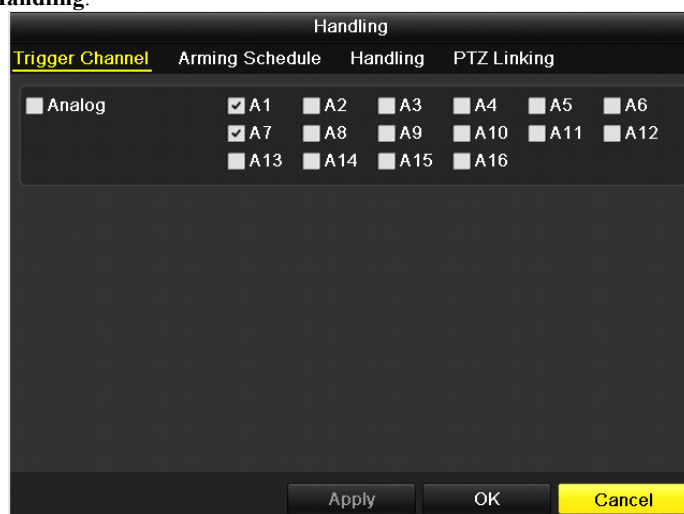 Handling.
Handling
Trigger Channel Arming Schedule Handling PTZ Linking
Analog A1 A2 A3 A4 A5 A6
A7 A8 A9 A10 A11 A12
A13 A14 A15 A16
Apply OK Cancel